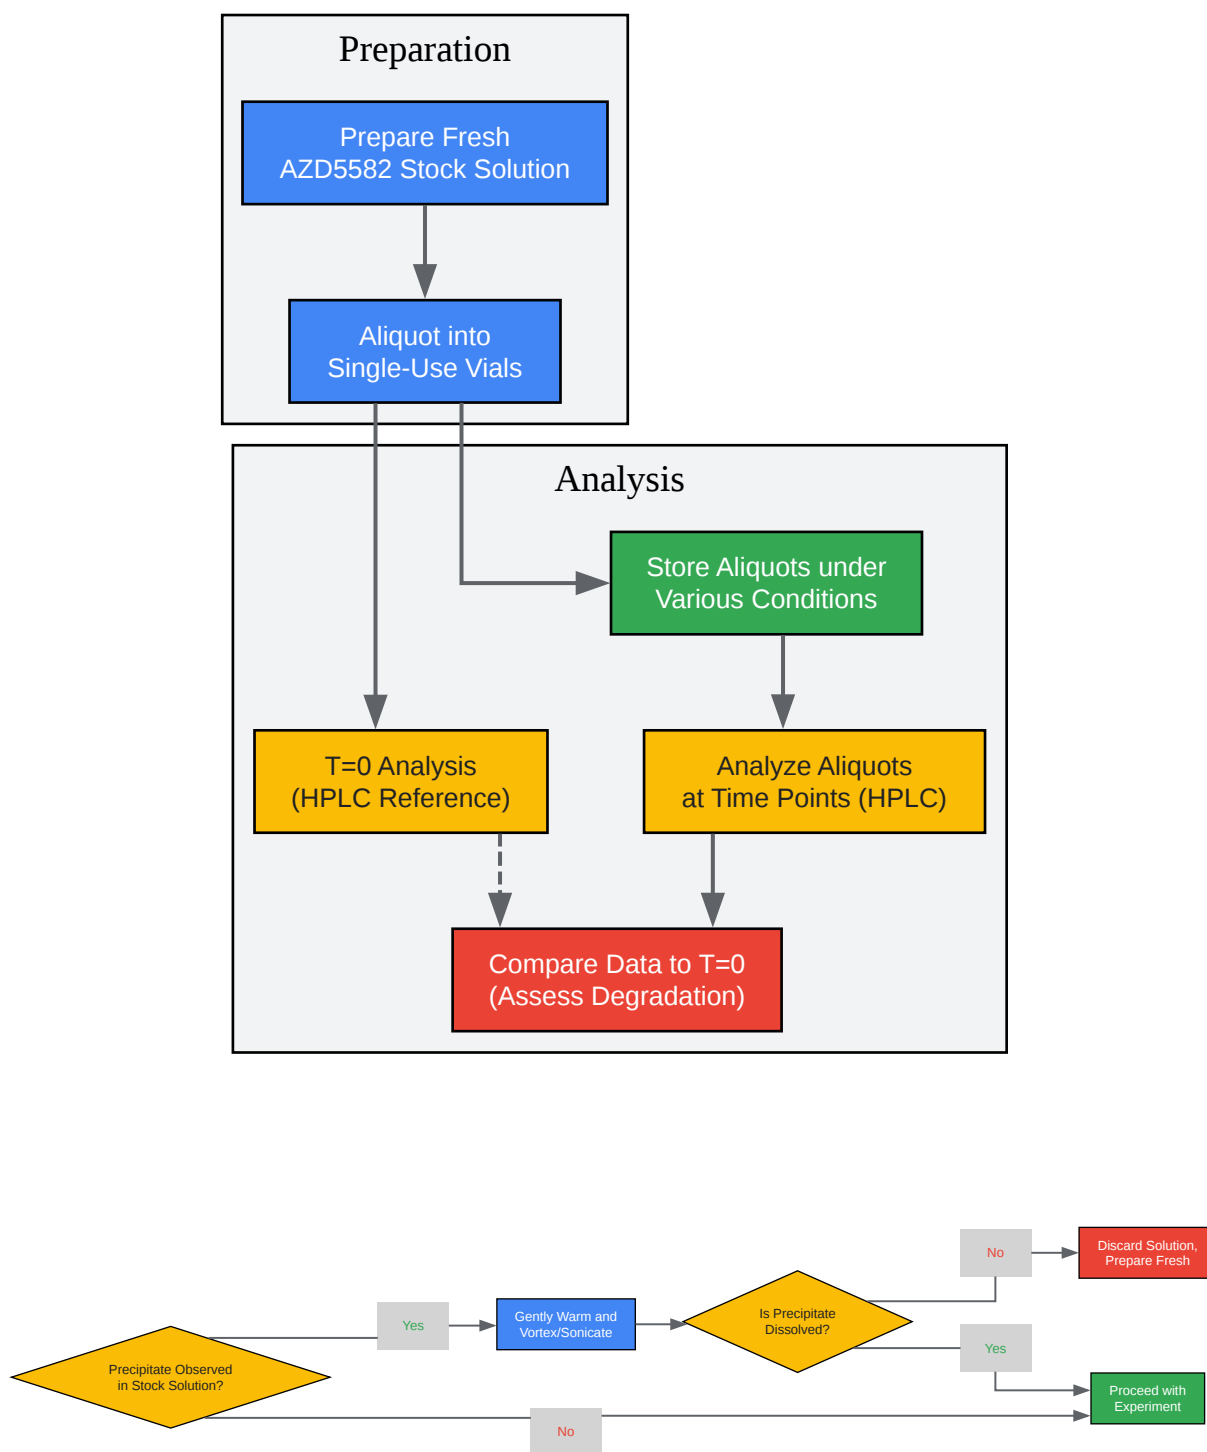 Preparation
Prepare Fresh
AZD5582 Stock Solution
Aliquot into
Single-Use Vials
Analysis
Store Aliquots under
Various Conditions
T=0 Analysis
(HPLC Reference)
Analyze Aliquots
at Time Points (HPLC)
Compare Data to T=0
(Assess Degradation)
Precipitate Observed
in Stock Solution?
Yes
Gently Warm and
Vortex/Sonicate
Is Precipitate
Dissolved?
No
Discard Solution,
Prepare Fresh
Yes
Proceed with
Experiment
No